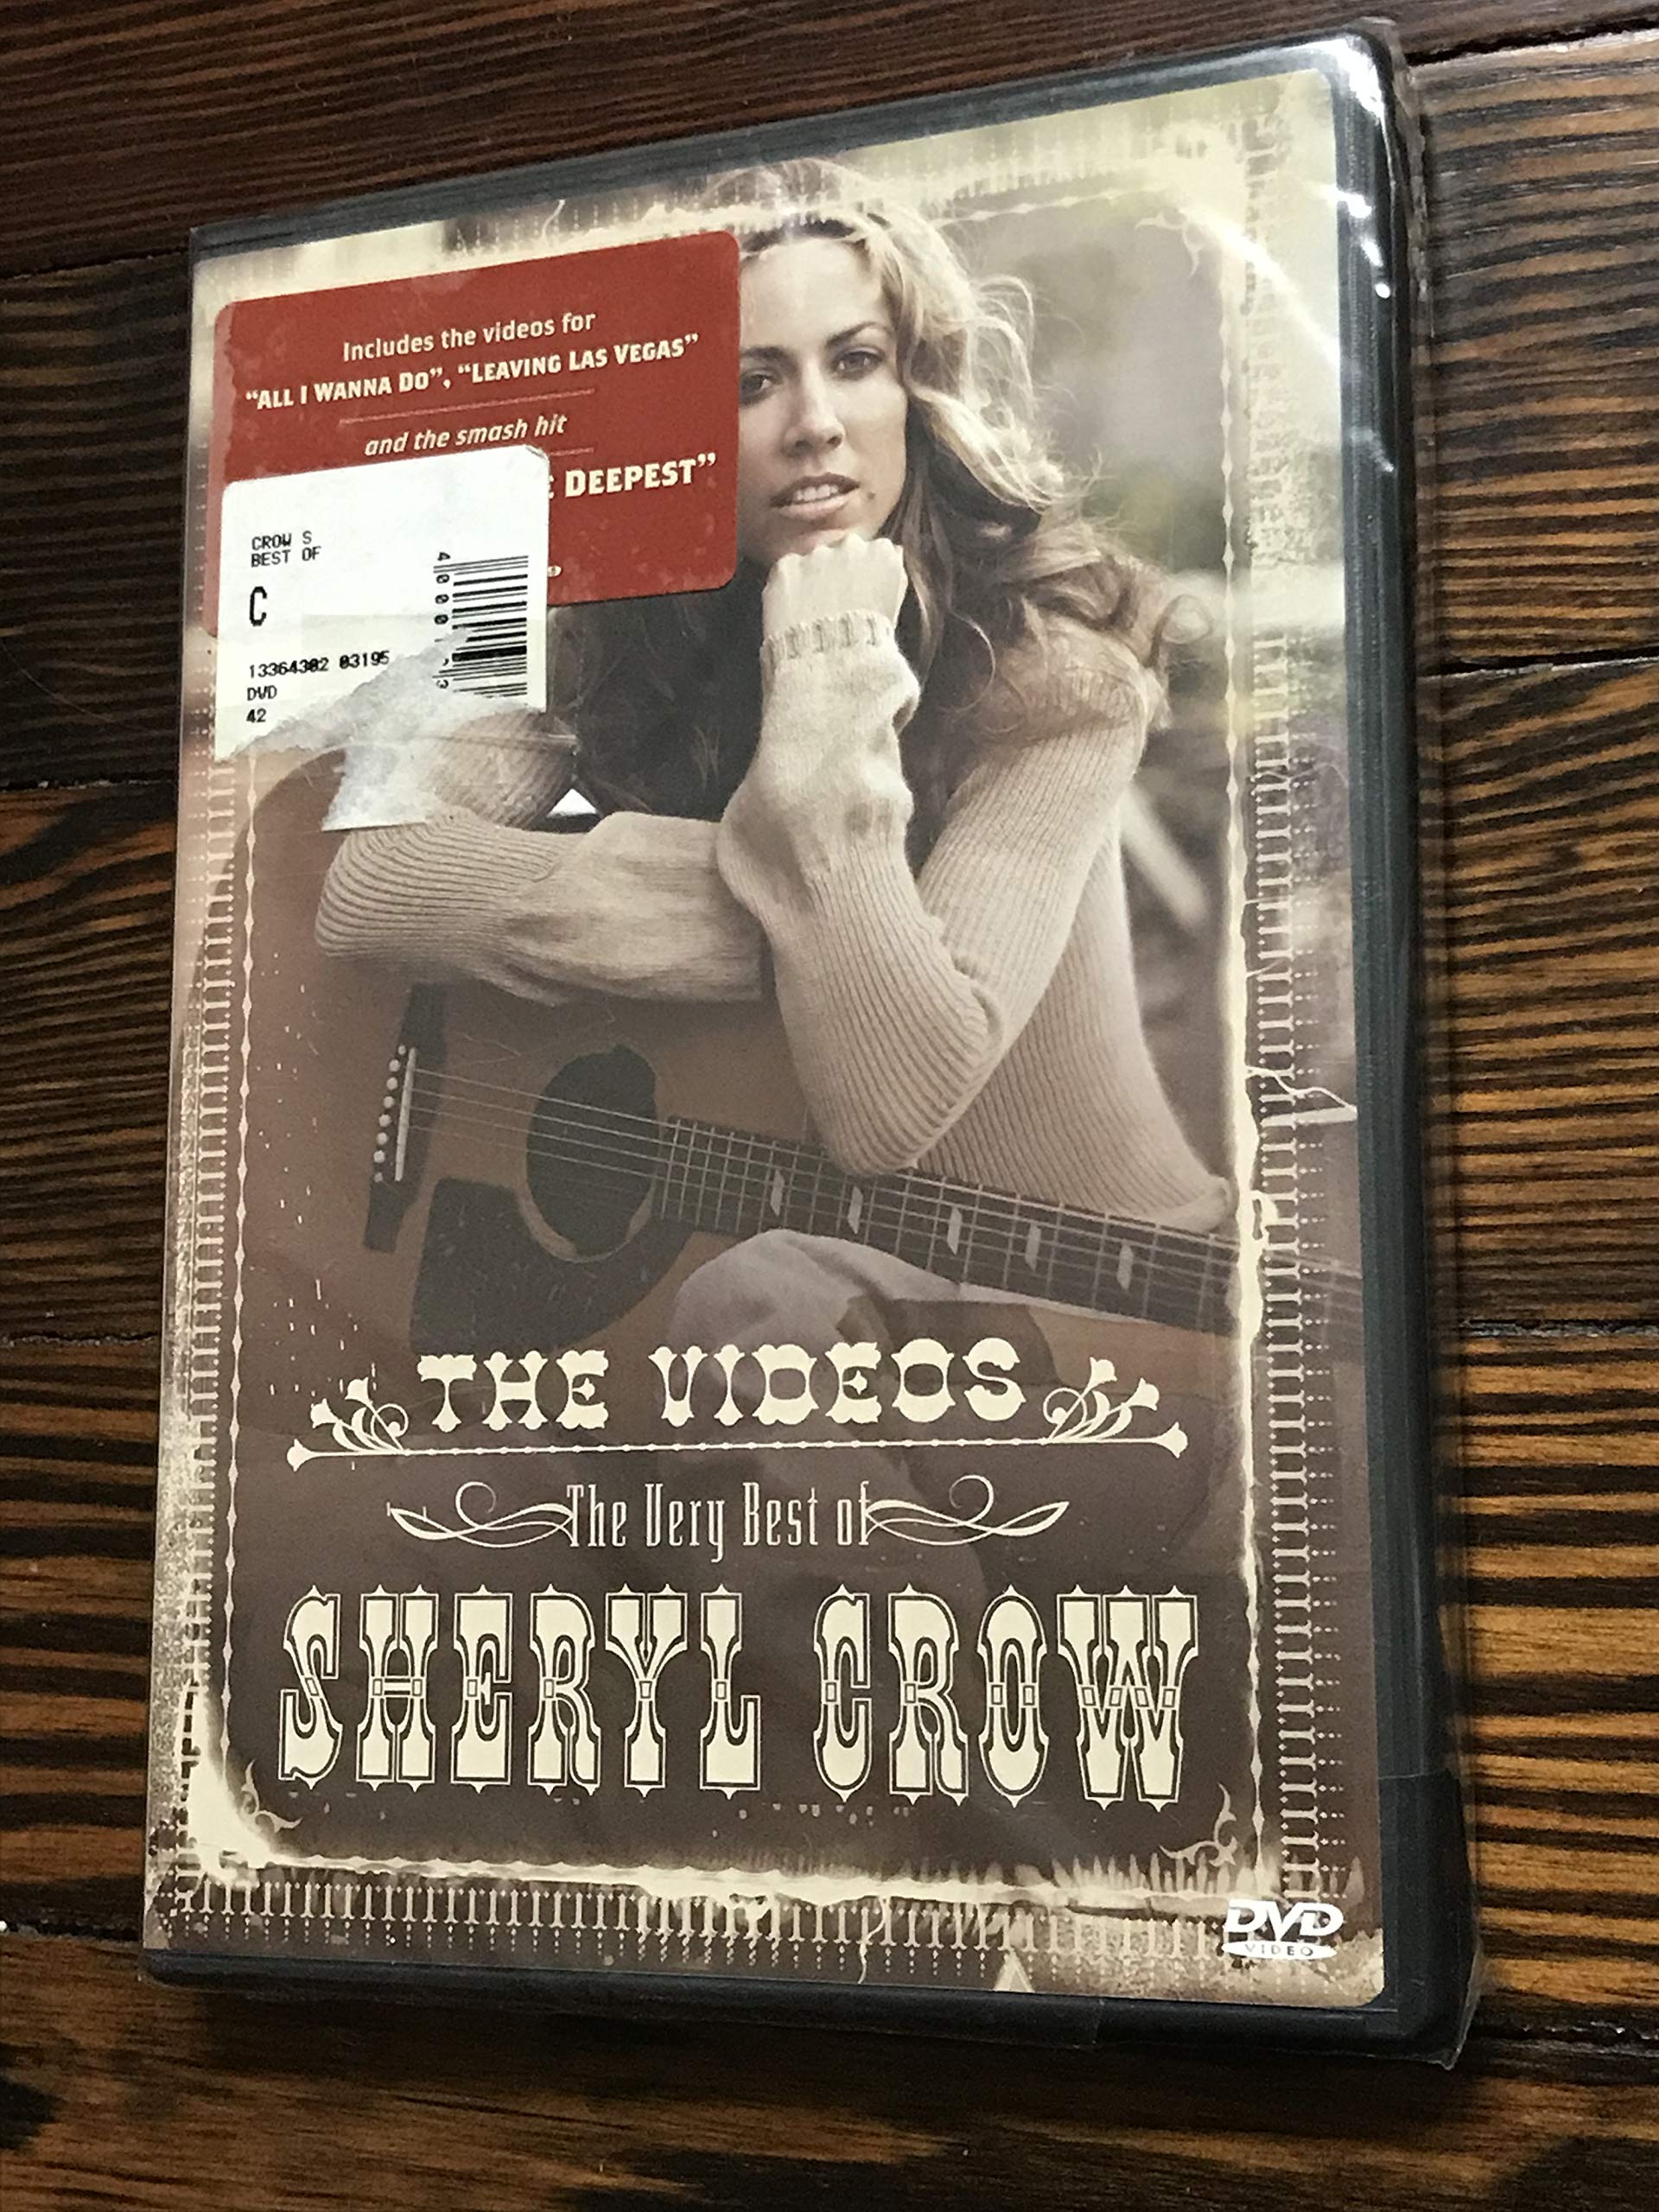 Includes the videos for
“ALL I WANNA DO”, “LEAVING LAS VEGAS”
and the smash hit
DEEPEST”
CROW S
BEST OF
C
13364302 03195
DVD
42
THE VIDEOS
The Very Best of
SHERYL CROW
DVD
VIDEO